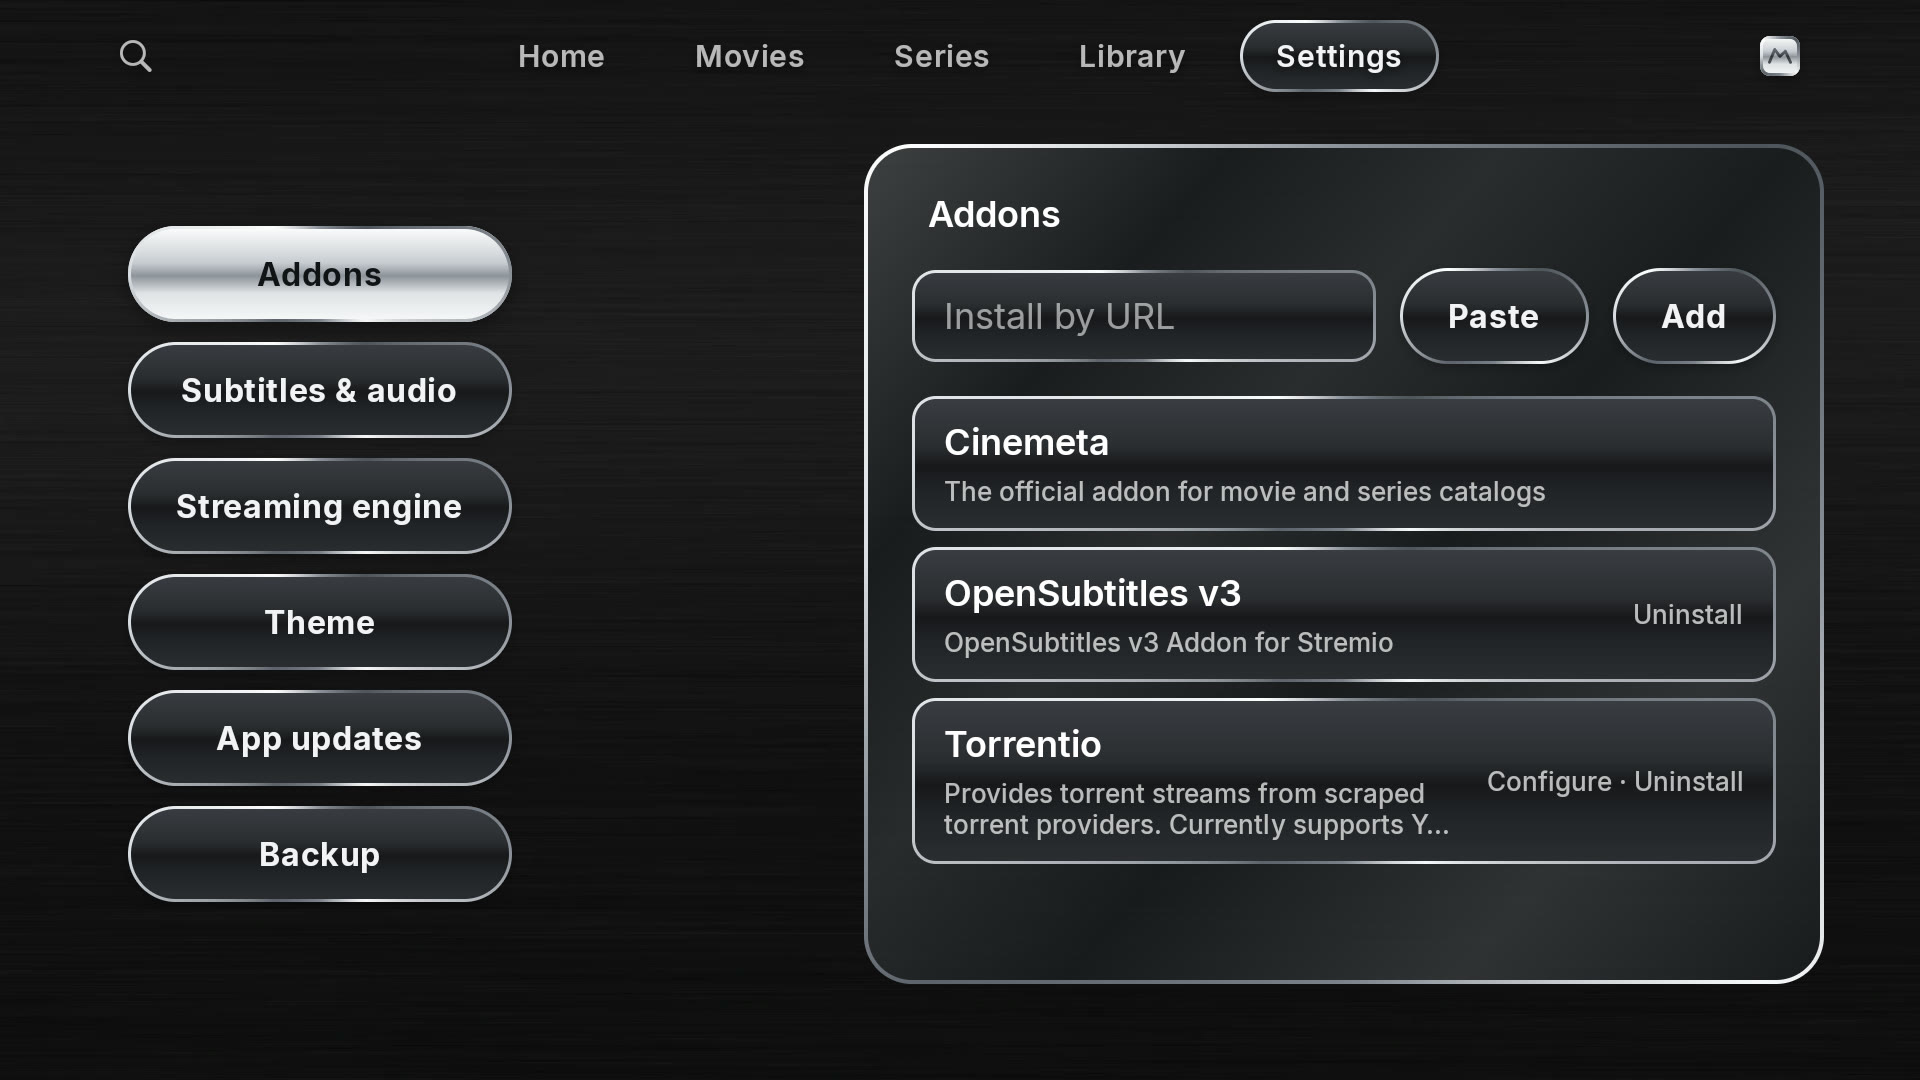 Home
Movies
Series
Library
Settings
Addons
Subtitles & audio
Streaming engine
Theme
App updates
Backup
Addons
Install by URL
Paste
Add
Cinemeta
The official addon for movie and series catalogs
OpenSubtitles v3
OpenSubtitles v3 Addon for Stremio
Uninstall
Torrentio
Provides torrent streams from scraped
torrent providers. Currently supports Y...
Configure · Uninstall